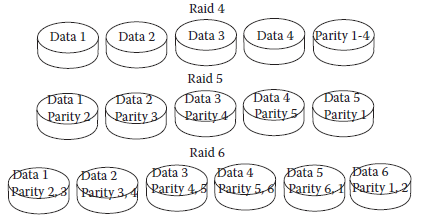 Raid 4
Data 1 Data 2 Data 3 Data 4 Parity 1-4
Raid 5
Data 1 Data 2 Data 3 Data 4 Data 5
Parity 2 Parity 3 Parity 4 Parity 5 Parity 1
Raid 6
Data 1 Data 2 Data 3 Data 4 Data 5 Data 6
Parity 2, 3 Parity 3, 4 Parity 4, 5 Parity 5, 6 Parity 6, 1 Parity 1, 2